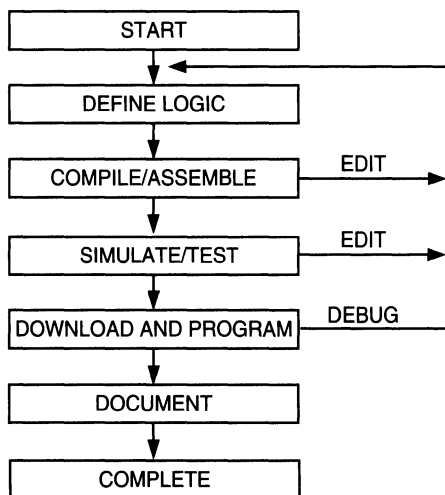 START
DEFINE LOGIC
COMPILE/ASSEMBLE
EDIT
SIMULATE/TEST
EDIT
DOWNLOAD AND PROGRAM
DEBUG
DOCUMENT
COMPLETE